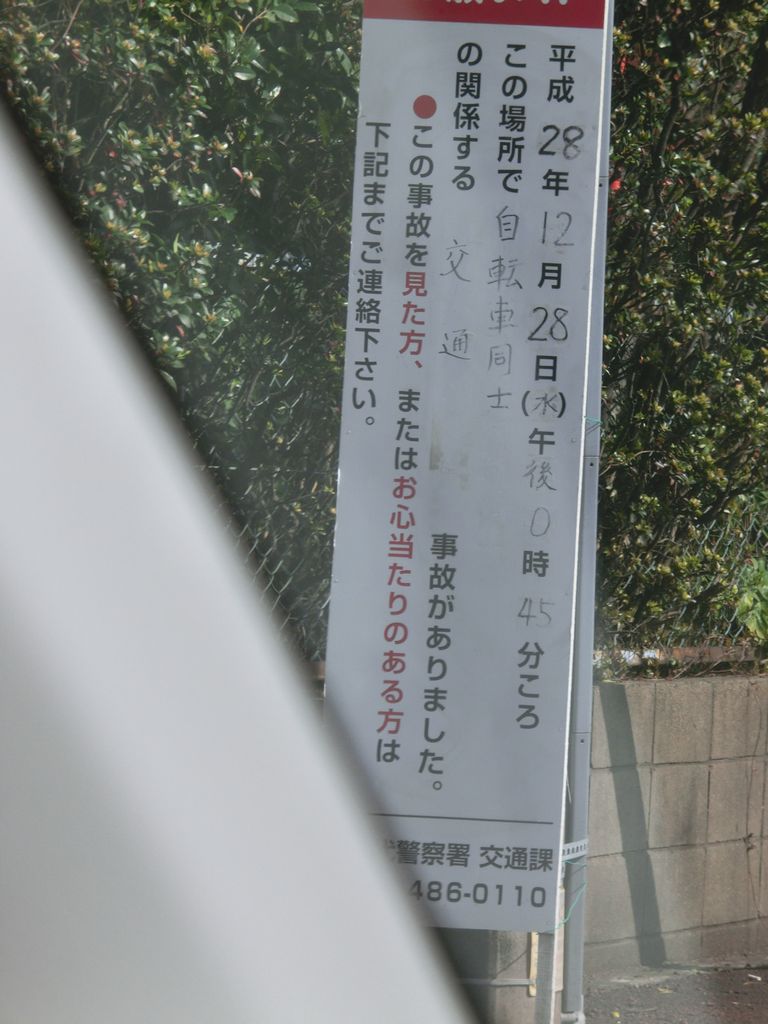 平成28年12月28日(水)午後0時45分ころ
この場所で自転車同士
の関係する交通事故がありました。
●この事故を見た方、またはお心当たりのある方は
下記までご連絡下さい。
警察署 交通課
486-0110